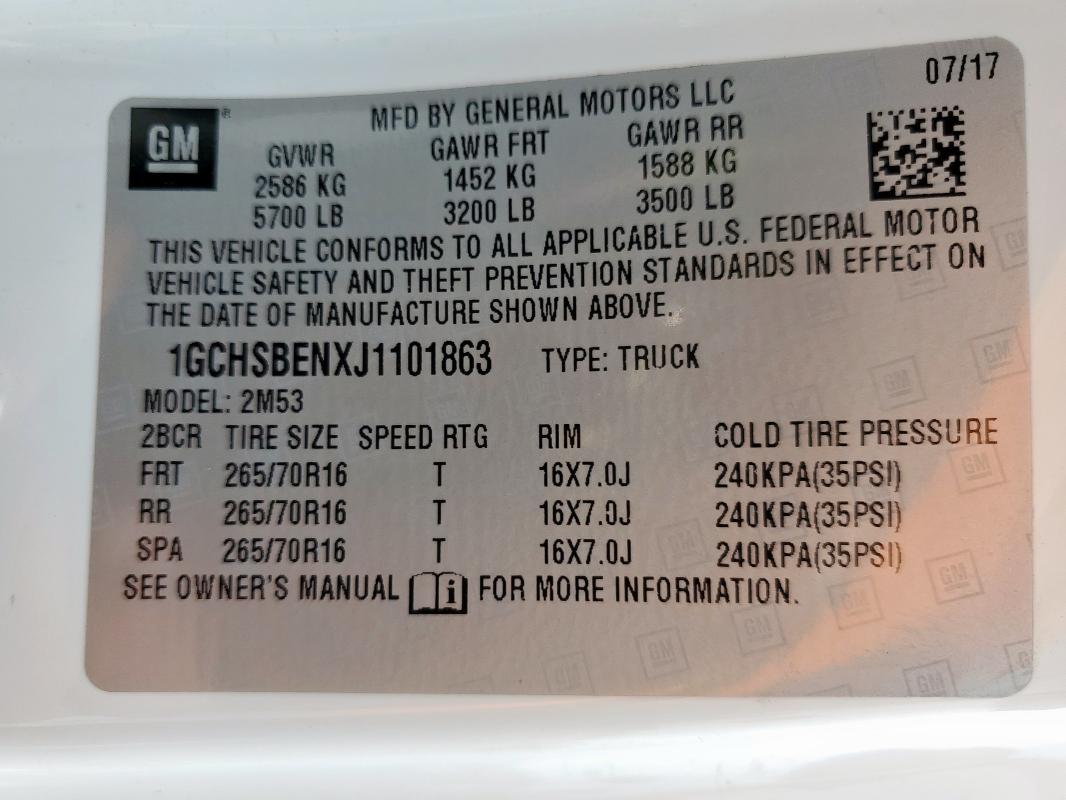 07/17
GM®
MFD BY GENERAL MOTORS LLC
GVWR GAWR FRT GAWR RR
2586 KG 1452 KG 1588 KG
5700 LB 3200 LB 3500 LB
THIS VEHICLE CONFORMS TO ALL APPLICABLE U.S. FEDERAL MOTOR
VEHICLE SAFETY AND THEFT PREVENTION STANDARDS IN EFFECT ON
THE DATE OF MANUFACTURE SHOWN ABOVE.
1GCHSBENXJ1101863 TYPE: TRUCK
MODEL: 2M53
2BCR TIRE SIZE SPEED RTG RIM COLD TIRE PRESSURE
FRT 265/70R16 T 16X7.0J 240KPA(35PSI)
RR 265/70R16 T 16X7.0J 240KPA(35PSI)
SPA 265/70R16 T 16X7.0J 240KPA(35PSI)
SEE OWNER'S MANUAL i FOR MORE INFORMATION.